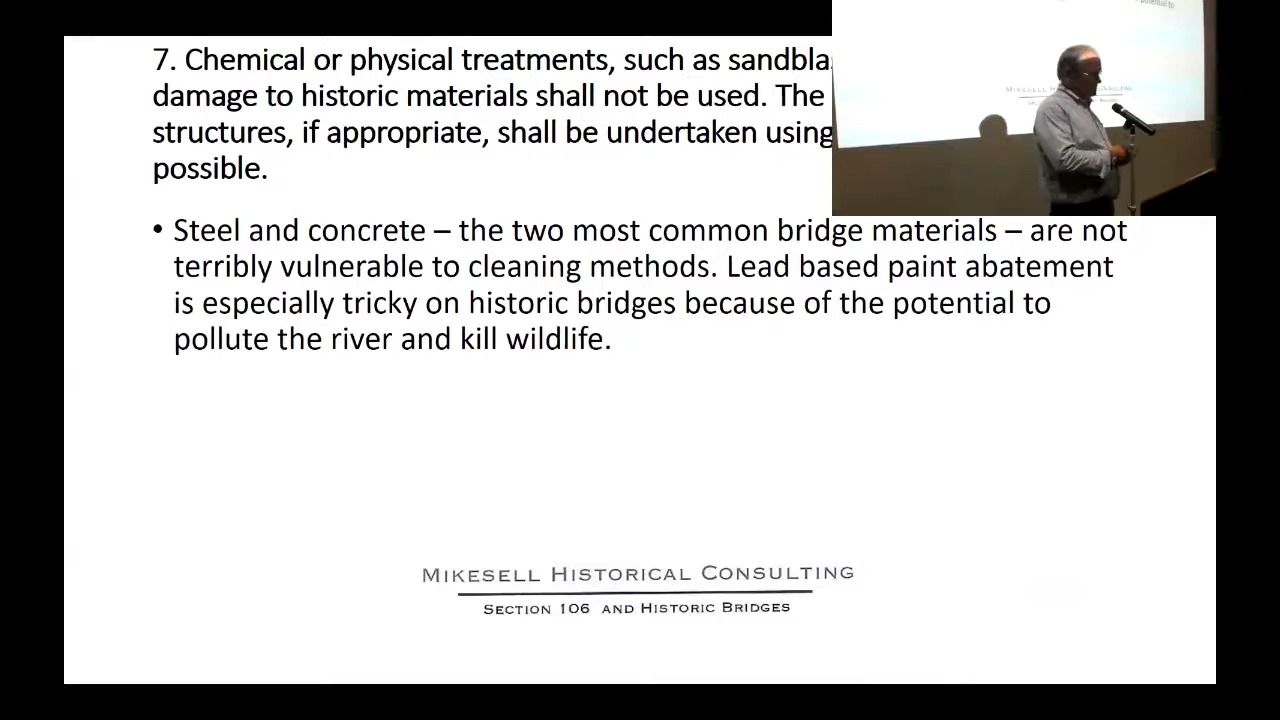 7. Chemical or physical treatments, such as
damage to historic materials shall not be used. The
structures, if appropriate, shall be undertaken using
possible.
• Steel and concrete – the two most common bridge materials – are not
terribly vulnerable to cleaning methods. Lead based paint abatement
is especially tricky on historic bridges because of the potential to
pollute the river and kill wildlife.
MIKESELL HISTORICAL CONSULTING
SECTION 106 AND HISTORIC BRIDGES